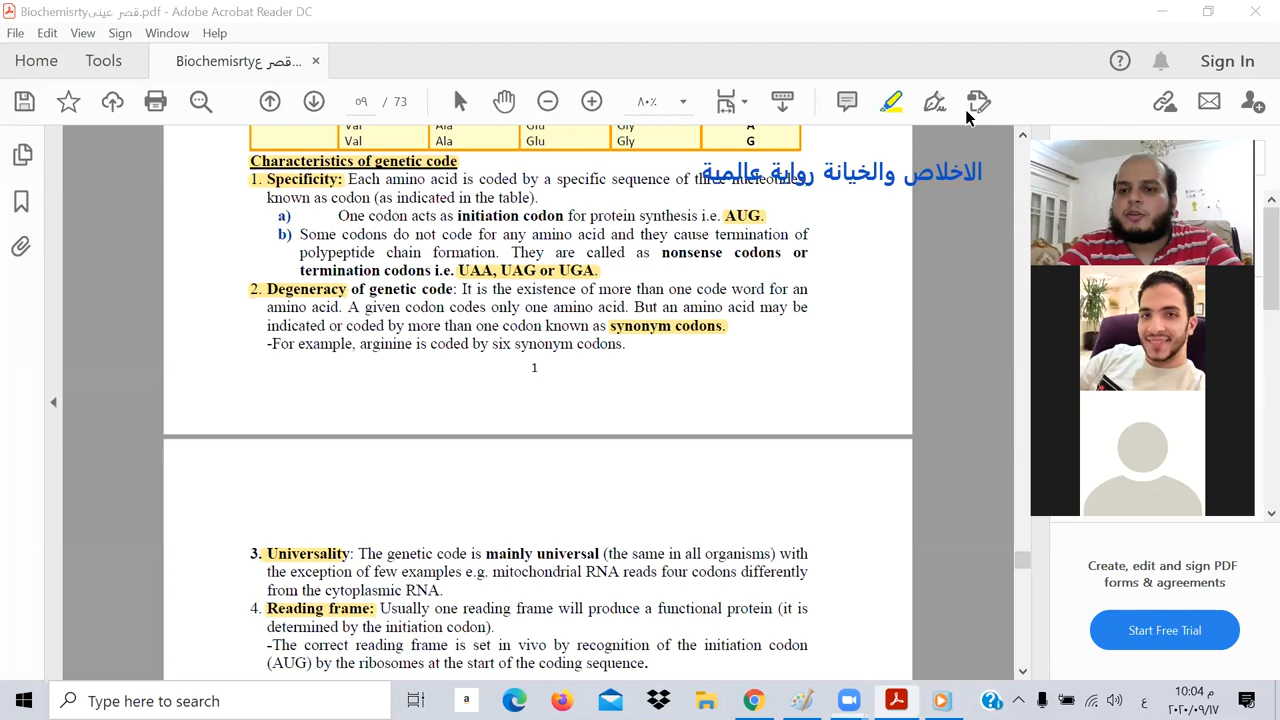 Biochemisrtyقصر عينى.pdf - Adobe Acrobat Reader DC
File Edit View Sign Window Help
Home Tools Biochemisrtyقصر ع... × Sign In
٥٩ / 73 ٨٠٪
Val Ala Glu Gly A
Val Ala Glu Gly G
Characteristics of genetic code
1. Specificity: Each amino acid is coded by a specific sequence of three nucleotides
الاخلاص والخيانة رواية عالمية
known as codon (as indicated in the table).
a) One codon acts as initiation codon for protein synthesis i.e. AUG.
b) Some codons do not code for any amino acid and they cause termination of
polypeptide chain formation. They are called as nonsense codons or
termination codons i.e. UAA, UAG or UGA.
2. Degeneracy of genetic code: It is the existence of more than one code word for an
amino acid. A given codon codes only one amino acid. But an amino acid may be
indicated or coded by more than one codon known as synonym codons.
-For example, arginine is coded by six synonym codons.
1
3. Universality: The genetic code is mainly universal (the same in all organisms) with
the exception of few examples e.g. mitochondrial RNA reads four codons differently
from the cytoplasmic RNA.
4. Reading frame: Usually one reading frame will produce a functional protein (it is
determined by the initiation codon).
-The correct reading frame is set in vivo by recognition of the initiation codon
(AUG) by the ribosomes at the start of the coding sequence.
Create, edit and sign PDF
forms & agreements
Start Free Trial
Type here to search
a
ع
10:04 م
٢٠٢٠/٠٩/١٧